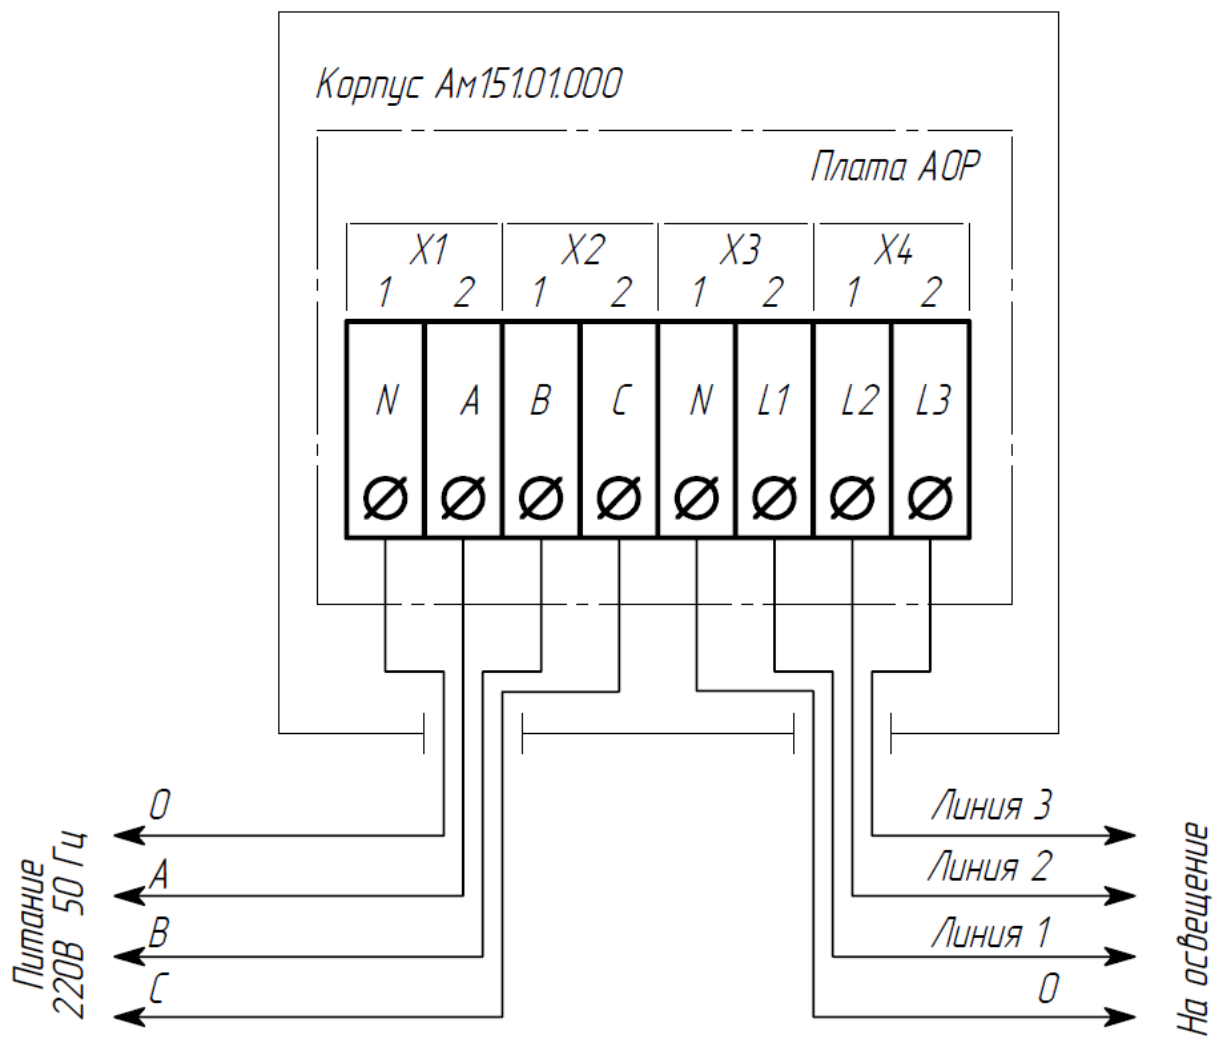 Корпус Ам151.01.000
Плата АОР
X1 X2 X3 X4
1 2 1 2 1 2 1 2
N A B C N L1 L2 L3
Питание
220В 50 Гц
0
A
B
C
Линия 3
Линия 2
Линия 1
0
На освещение